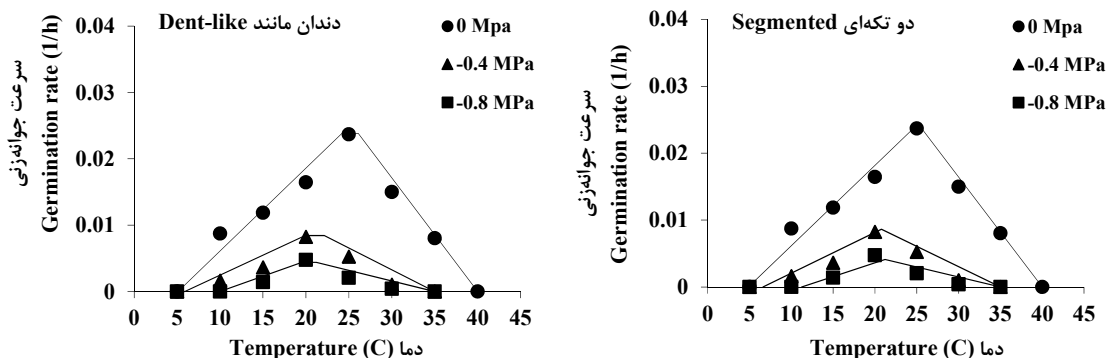 دندان مانند Dent-like
0 Mpa
-0.4 MPa
-0.8 MPa
سرعت جوانه‌زنی
Germination rate (1/h)
0.04
0.03
0.02
0.01
0
0 5 10 15 20 25 30 35 40 45
Temperature (C) دما
دو تکه‌ای Segmented
0 Mpa
-0.4 MPa
-0.8 MPa
سرعت جوانه‌زنی
Germination rate (1/h)
0.04
0.03
0.02
0.01
0
0 5 10 15 20 25 30 35 40 45
Temperature (C) دما